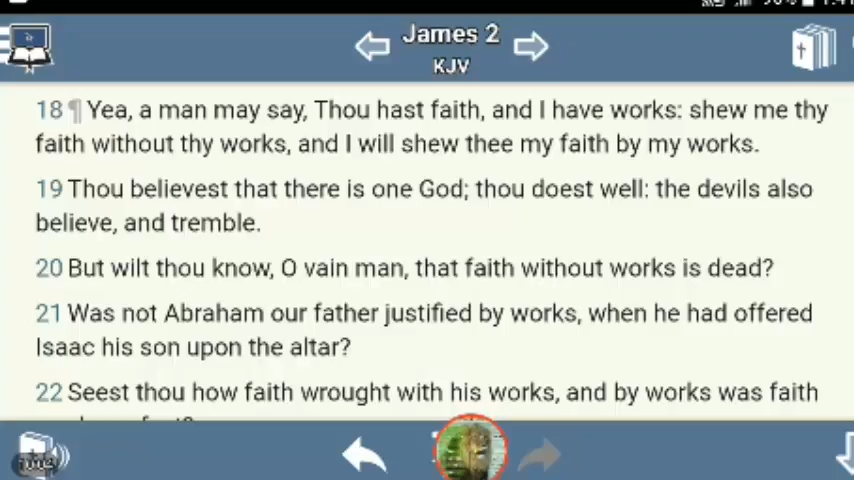 James 2
KJV
18 ¶ Yea, a man may say, Thou hast faith, and I have works: shew me thy
faith without thy works, and I will shew thee my faith by my works.
19 Thou believest that there is one God; thou doest well: the devils also
believe, and tremble.
20 But wilt thou know, O vain man, that faith without works is dead?
21 Was not Abraham our father justified by works, when he had offered
Isaac his son upon the altar?
22 Seest thou how faith wrought with his works, and by works was faith